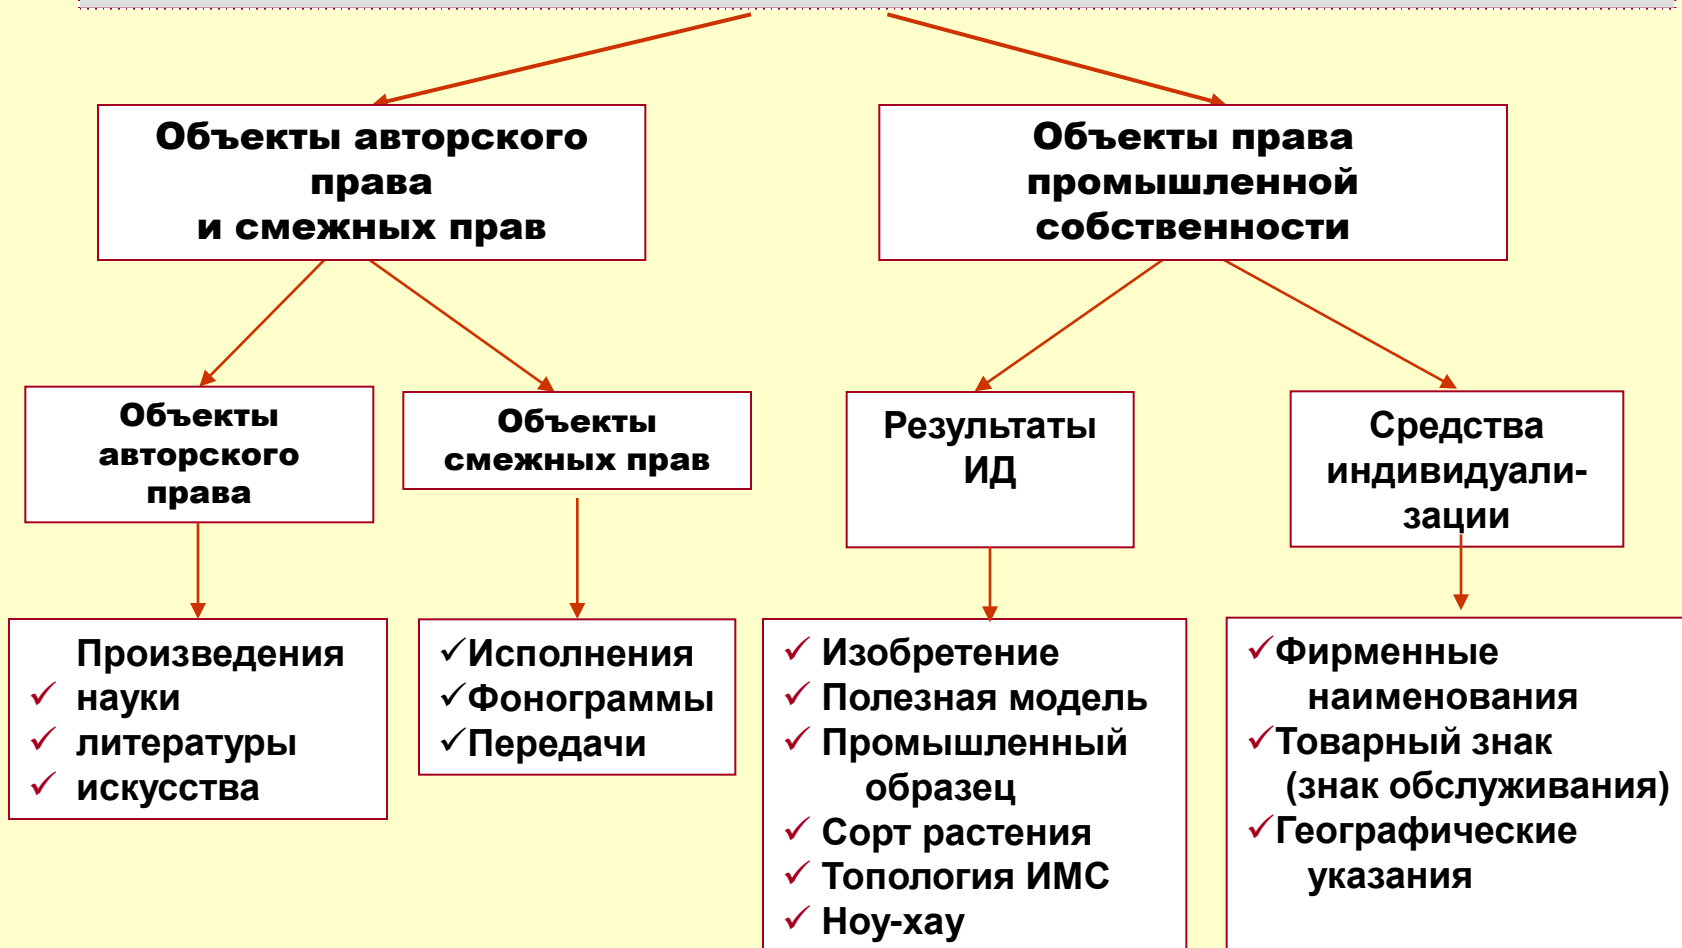 Объекты авторского
права
и смежных прав
Объекты права
промышленной
собственности
Объекты
авторского
права
Объекты
смежных прав
Результаты
ИД
Средства
индивидуали-
зации
Произведения
✓ науки
✓ литературы
✓ искусства
✓Исполнения
✓Фонограммы
✓Передачи
✓ Изобретение
✓ Полезная модель
✓ Промышленный
образец
✓ Сорт растения
✓ Топология ИМС
✓ Ноу-хау
✓Фирменные
наименования
✓Товарный знак
(знак обслуживания)
✓Географические
указания